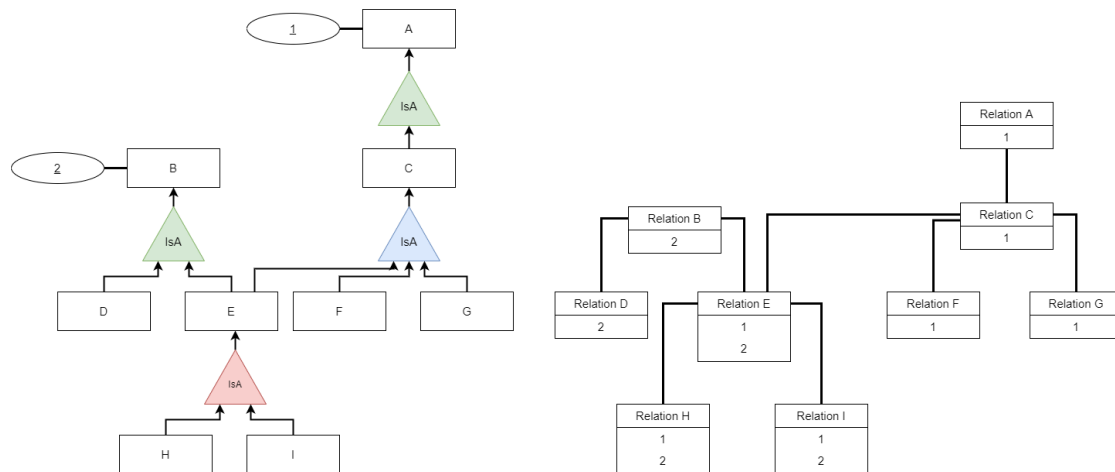 1
A
IsA
2
B
C
IsA
IsA
D
E
F
G
IsA
H
I
Relation A
1
Relation B
2
Relation C
1
Relation D
2
Relation E
1
2
Relation F
1
Relation G
1
Relation H
1
2
Relation I
1
2